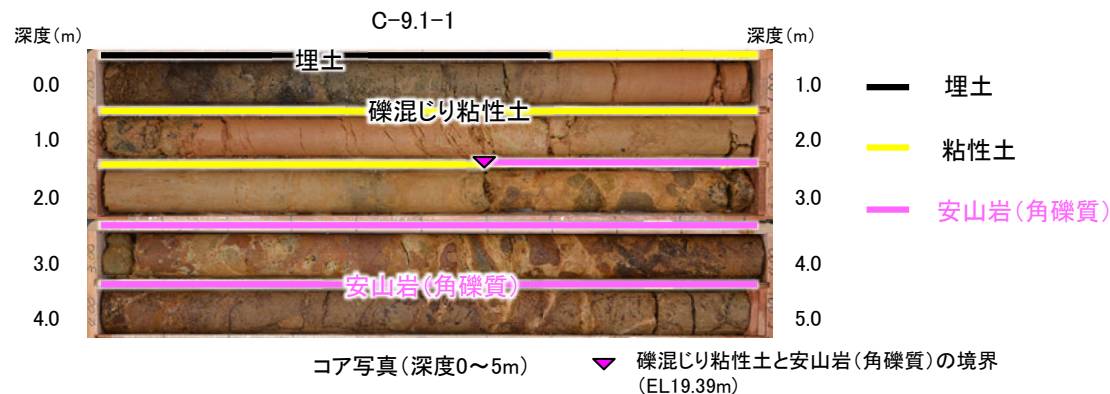 C-9.1-1
深度(m)
深度(m)
埋土
0.0
1.0
埋土
礫混じり粘性土
1.0
2.0
粘性土
2.0
3.0
安山岩(角礫質)
3.0
4.0
安山岩(角礫質)
4.0
5.0
コア写真(深度0～5m)
礫混じり粘性土と安山岩(角礫質)の境界
(EL19.39m)